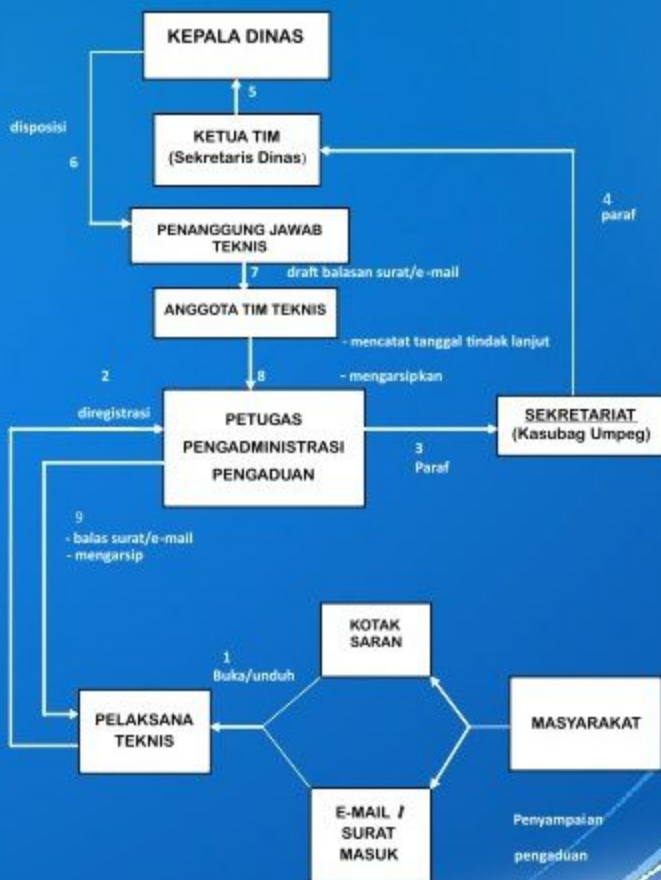 KEPALA DINAS
5
disposisi
6
KETUA TIM
(Sekretaris Dinas)
4
paraf
PENANGGUNG JAWAB
TEKNIS
7 draft balasan surat/e-mail
ANGGOTA TIM TEKNIS
- mencatat tanggal tindak lanjut
2
8
- mengarsipkan
diregistrasi
PETUGAS
PENGADMINISTRASI
PENGADUAN
SEKRETARIAT
(Kasubag Umpeg)
3
Paraf
9
- balas surat/e-mail
- mengarsip
KOTAK
SARAN
1
Buka/unduh
PELAKSANA
TEKNIS
MASYARAKAT
E-MAIL /
SURAT
MASUK
Penyampaian
pengaduan